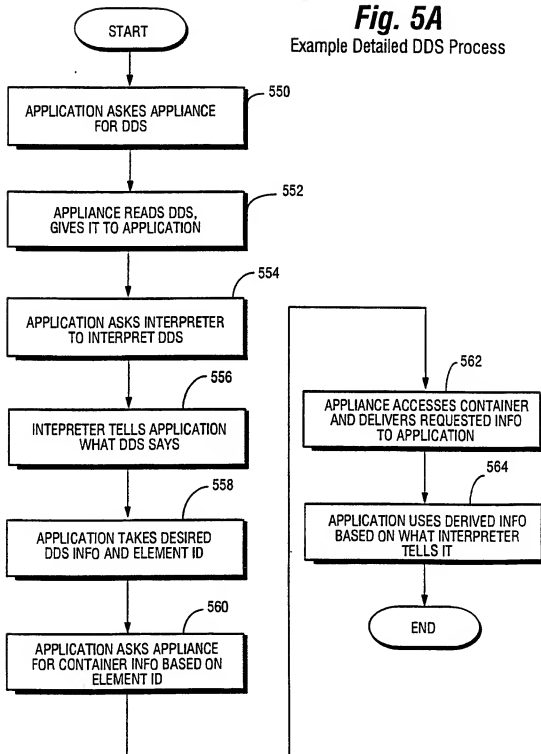 Fig. 5A
Example Detailed DDS Process
START
550
APPLICATION ASKES APPLIANCE
FOR DDS
552
APPLIANCE READS DDS,
GIVES IT TO APPLICATION
554
APPLICATION ASKS INTERPRETER
TO INTERPRET DDS
556
INTEPRETER TELLS APPLICATION
WHAT DDS SAYS
558
APPLICATION TAKES DESIRED
DDS INFO AND ELEMENT ID
560
APPLICATION ASKS APPLIANCE
FOR CONTAINER INFO BASED ON
ELEMENT ID
562
APPLIANCE ACCESSES CONTAINER
AND DELIVERS REQUESTED INFO
TO APPLICATION
564
APPLICATION USES DERIVED INFO
BASED ON WHAT INTERPRETER
TELLS IT
END